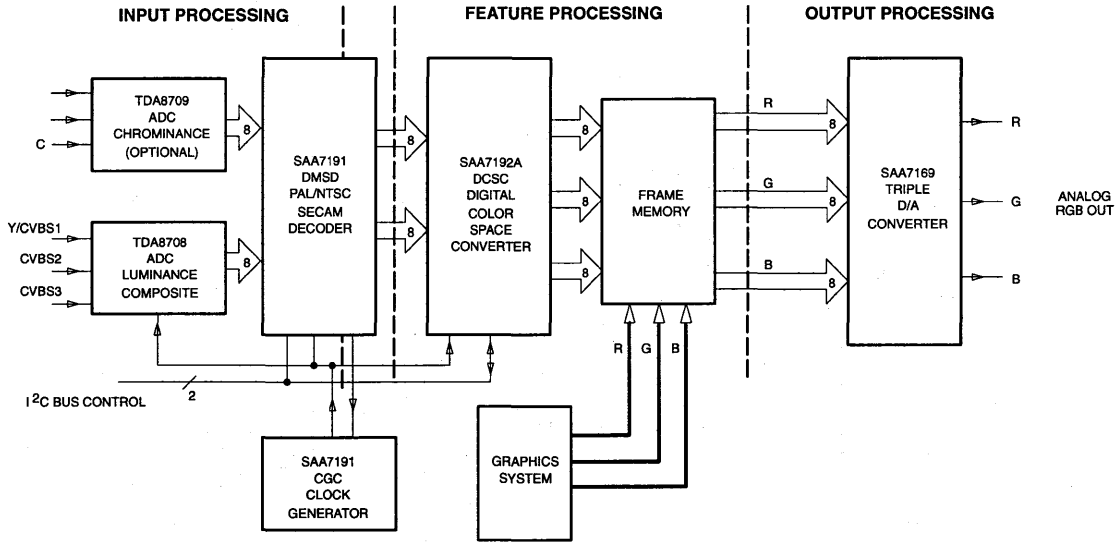 INPUT PROCESSING
FEATURE PROCESSING
OUTPUT PROCESSING
TDA8709
ADC
CHROMINANCE
(OPTIONAL)
C
8
Y/CVBS1
CVBS2
CVBS3
TDA8708
ADC
LUMINANCE
COMPOSITE
8
SAA7191
DMSD
PAL/NTSC
SECAM
DECODER
8
8
SAA7192A
DCSC
DIGITAL
COLOR
SPACE
CONVERTER
8
8
8
FRAME
MEMORY
R
8
G
8
B
8
SAA7169
TRIPLE
D/A
CONVERTER
R
G
B
ANALOG
RGB OUT
R G B
I²C BUS CONTROL
2
SAA7191
CGC
CLOCK
GENERATOR
GRAPHICS
SYSTEM